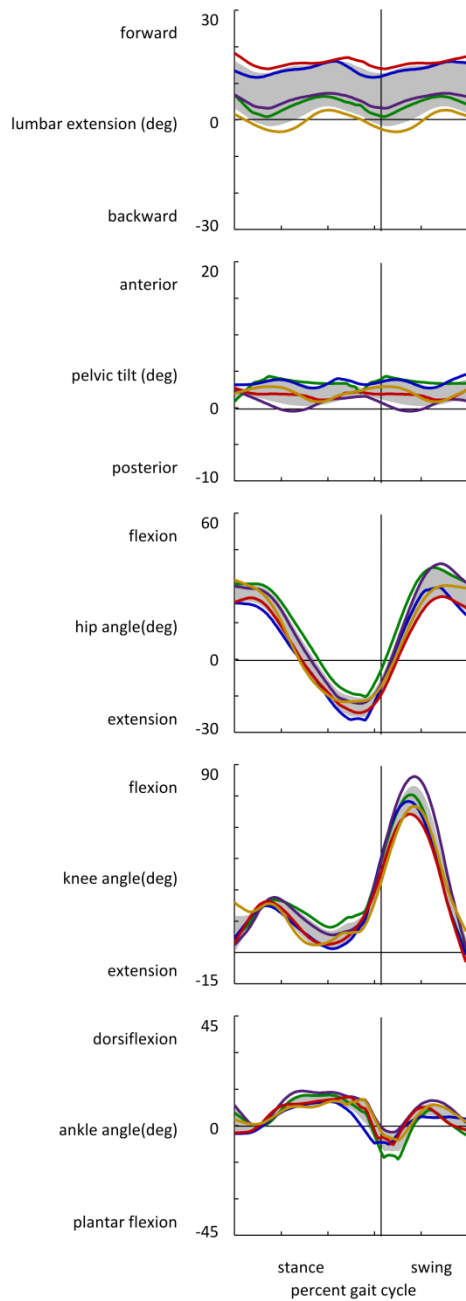 forward
30
lumbar extension (deg)
0
backward
-30
20
anterior
pelvic tilt (deg)
0
posterior
-10
60
flexion
hip angle(deg)
0
extension
-30
90
flexion
knee angle(deg)
extension
-15
45
dorsiflexion
ankle angle(deg)
0
plantar flexion
-45
stance
swing
percent gait cycle